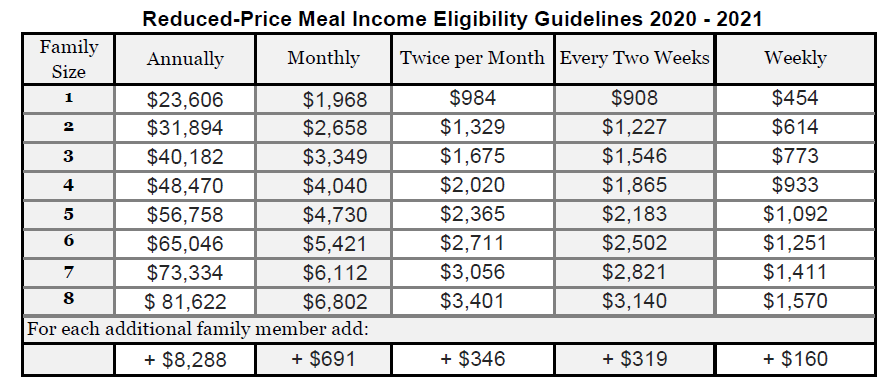 Reduced-Price Meal Income Eligibility Guidelines 2020 - 2021
Family Size Annually Monthly Twice per Month Every Two Weeks Weekly
1 $23,606 $1,968 $984 $908 $454
2 $31,894 $2,658 $1,329 $1,227 $614
3 $40,182 $3,349 $1,675 $1,546 $773
4 $48,470 $4,040 $2,020 $1,865 $933
5 $56,758 $4,730 $2,365 $2,183 $1,092
6 $65,046 $5,421 $2,711 $2,502 $1,251
7 $73,334 $6,112 $3,056 $2,821 $1,411
8 $ 81,622 $6,802 $3,401 $3,140 $1,570
For each additional family member add:
+ $8,288 + $691 + $346 + $319 + $160